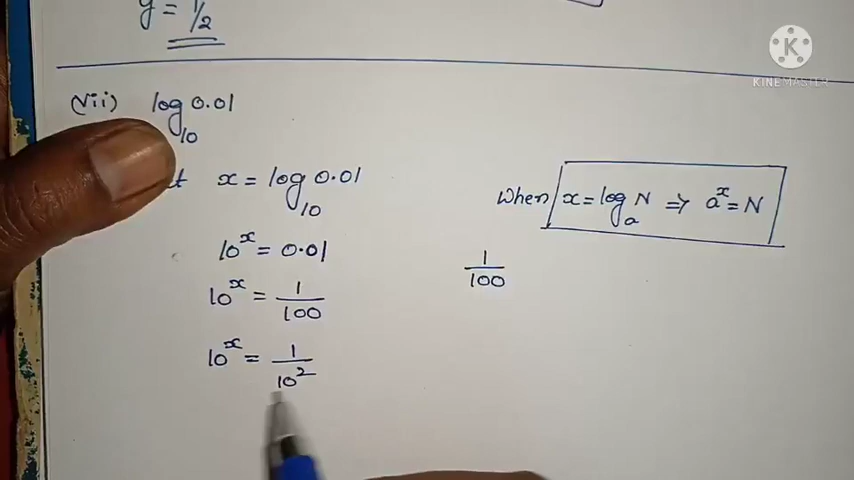 y = 1/2
KINEMASTER
(vii) log₁₀ 0.01
x = log₁₀ 0.01
When x = logₐ N ⇒ aˣ = N
10ˣ = 0.01
1/100
10ˣ = 1/100
10ˣ = 1/10²